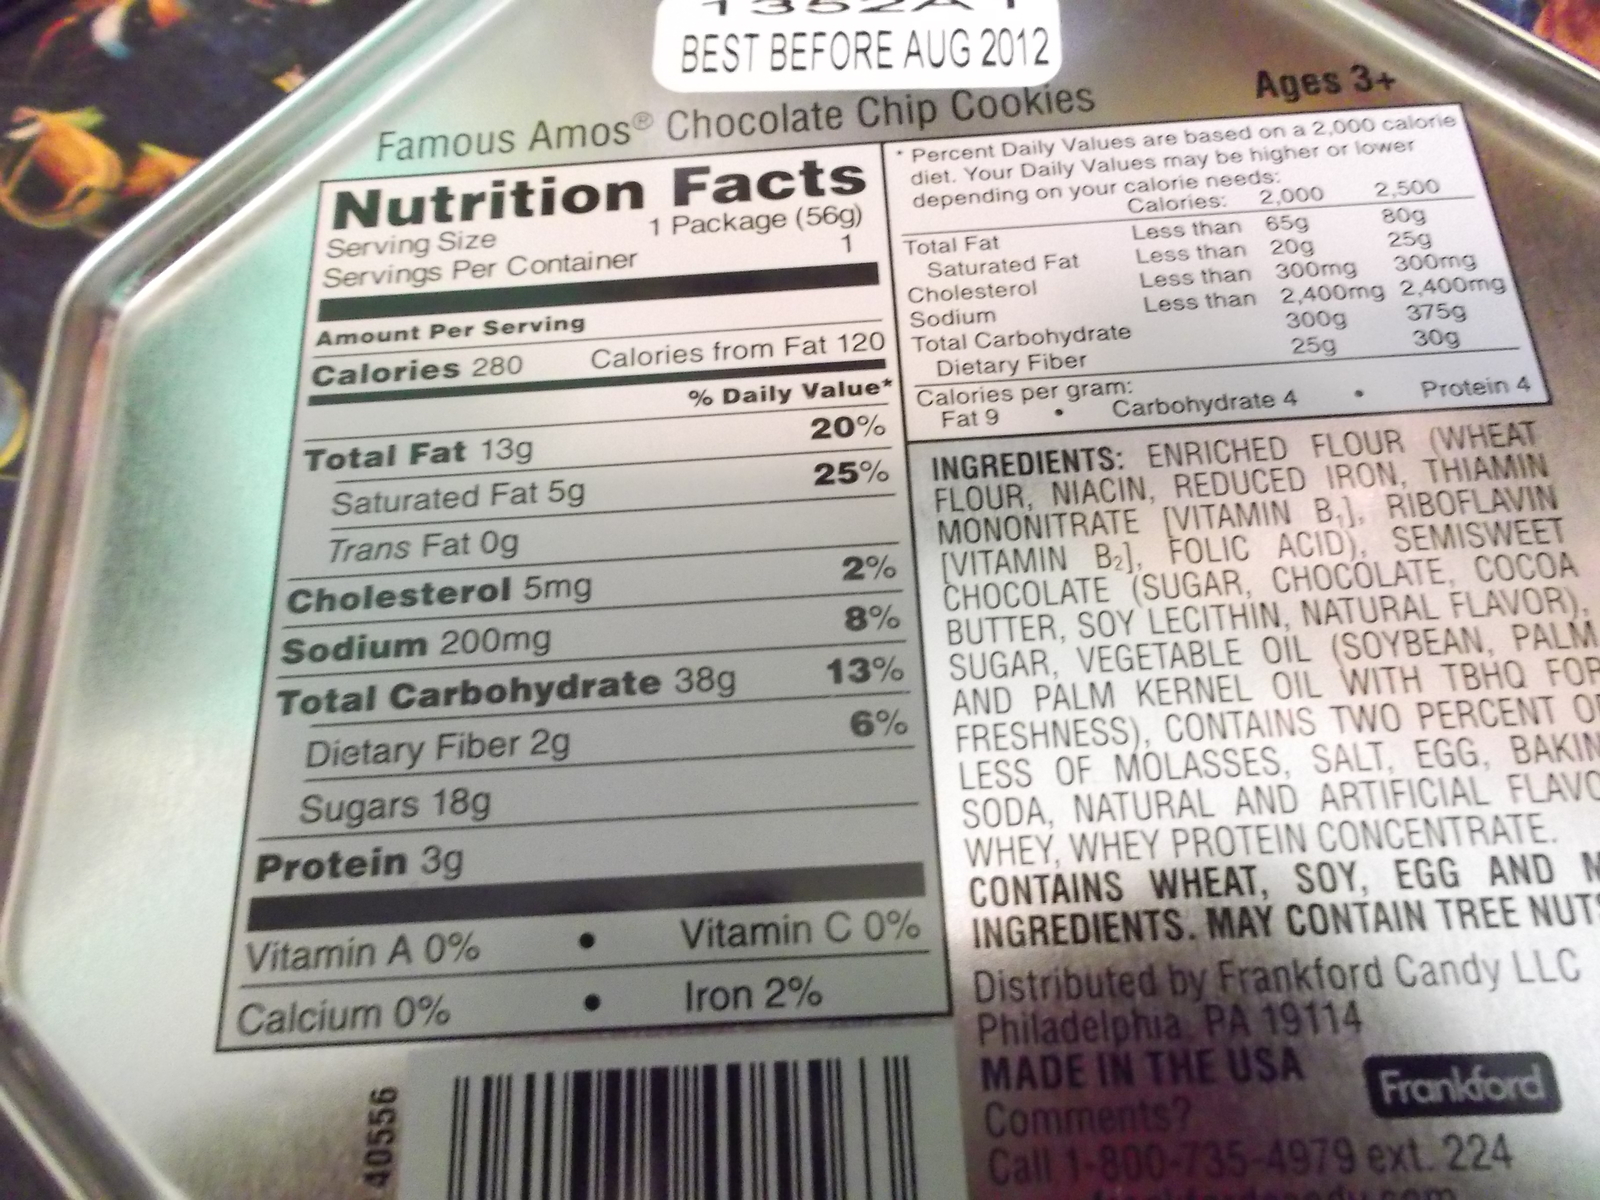 BEST BEFORE AUG 2012
Famous Amos® Chocolate Chip Cookies
Ages 3+
Nutrition Facts
Serving Size 1 Package (56g)
Servings Per Container 1
Amount Per Serving
Calories 280 Calories from Fat 120
% Daily Value*
Total Fat 13g 20%
Saturated Fat 5g 25%
Trans Fat 0g
Cholesterol 5mg 2%
Sodium 200mg 8%
Total Carbohydrate 38g 13%
Dietary Fiber 2g 6%
Sugars 18g
Protein 3g
Vitamin A 0% • Vitamin C 0%
Calcium 0% • Iron 2%
* Percent Daily Values are based on a 2,000 calorie
diet. Your Daily Values may be higher or lower
depending on your calorie needs:
Calories: 2,000 2,500
Total Fat Less than 65g 80g
Saturated Fat Less than 20g 25g
Cholesterol Less than 300mg 300mg
Sodium Less than 2,400mg 2,400mg
Total Carbohydrate 300g 375g
Dietary Fiber 25g 30g
Calories per gram:
Fat 9 • Carbohydrate 4 • Protein 4
INGREDIENTS: ENRICHED FLOUR (WHEAT
FLOUR, NIACIN, REDUCED IRON, THIAMIN
MONONITRATE [VITAMIN B₁], RIBOFLAVIN
[VITAMIN B₂], FOLIC ACID), SEMISWEET
CHOCOLATE (SUGAR, CHOCOLATE, COCOA
BUTTER, SOY LECITHIN, NATURAL FLAVOR),
SUGAR, VEGETABLE OIL (SOYBEAN, PALM
AND PALM KERNEL OIL WITH TBHQ FOR
FRESHNESS), CONTAINS TWO PERCENT
LESS OF MOLASSES, SALT, EGG,
SODA, NATURAL AND ARTIFICIAL
WHEY, WHEY PROTEIN CONCENTRATE.
CONTAINS WHEAT, SOY, EGG AND
INGREDIENTS. MAY CONTAIN TREE NUTS
Distributed by Frankford Candy LLC
Philadelphia, PA 19114
MADE IN THE USA
Frankford
Comments?
Call 1-800-735-4979 ext. 224
40556